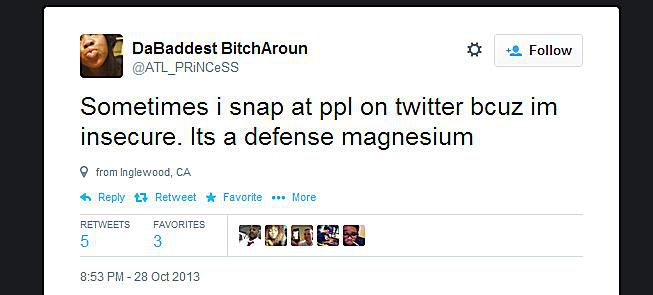 DaBaddest BitchAroun
@ATL_PRiNCeSS
Follow
Sometimes i snap at ppl on twitter bcuz im
insecure. Its a defense magnesium
from Inglewood, CA
Reply Retweet Favorite More
RETWEETS FAVORITES
5 3
8:53 PM - 28 Oct 2013